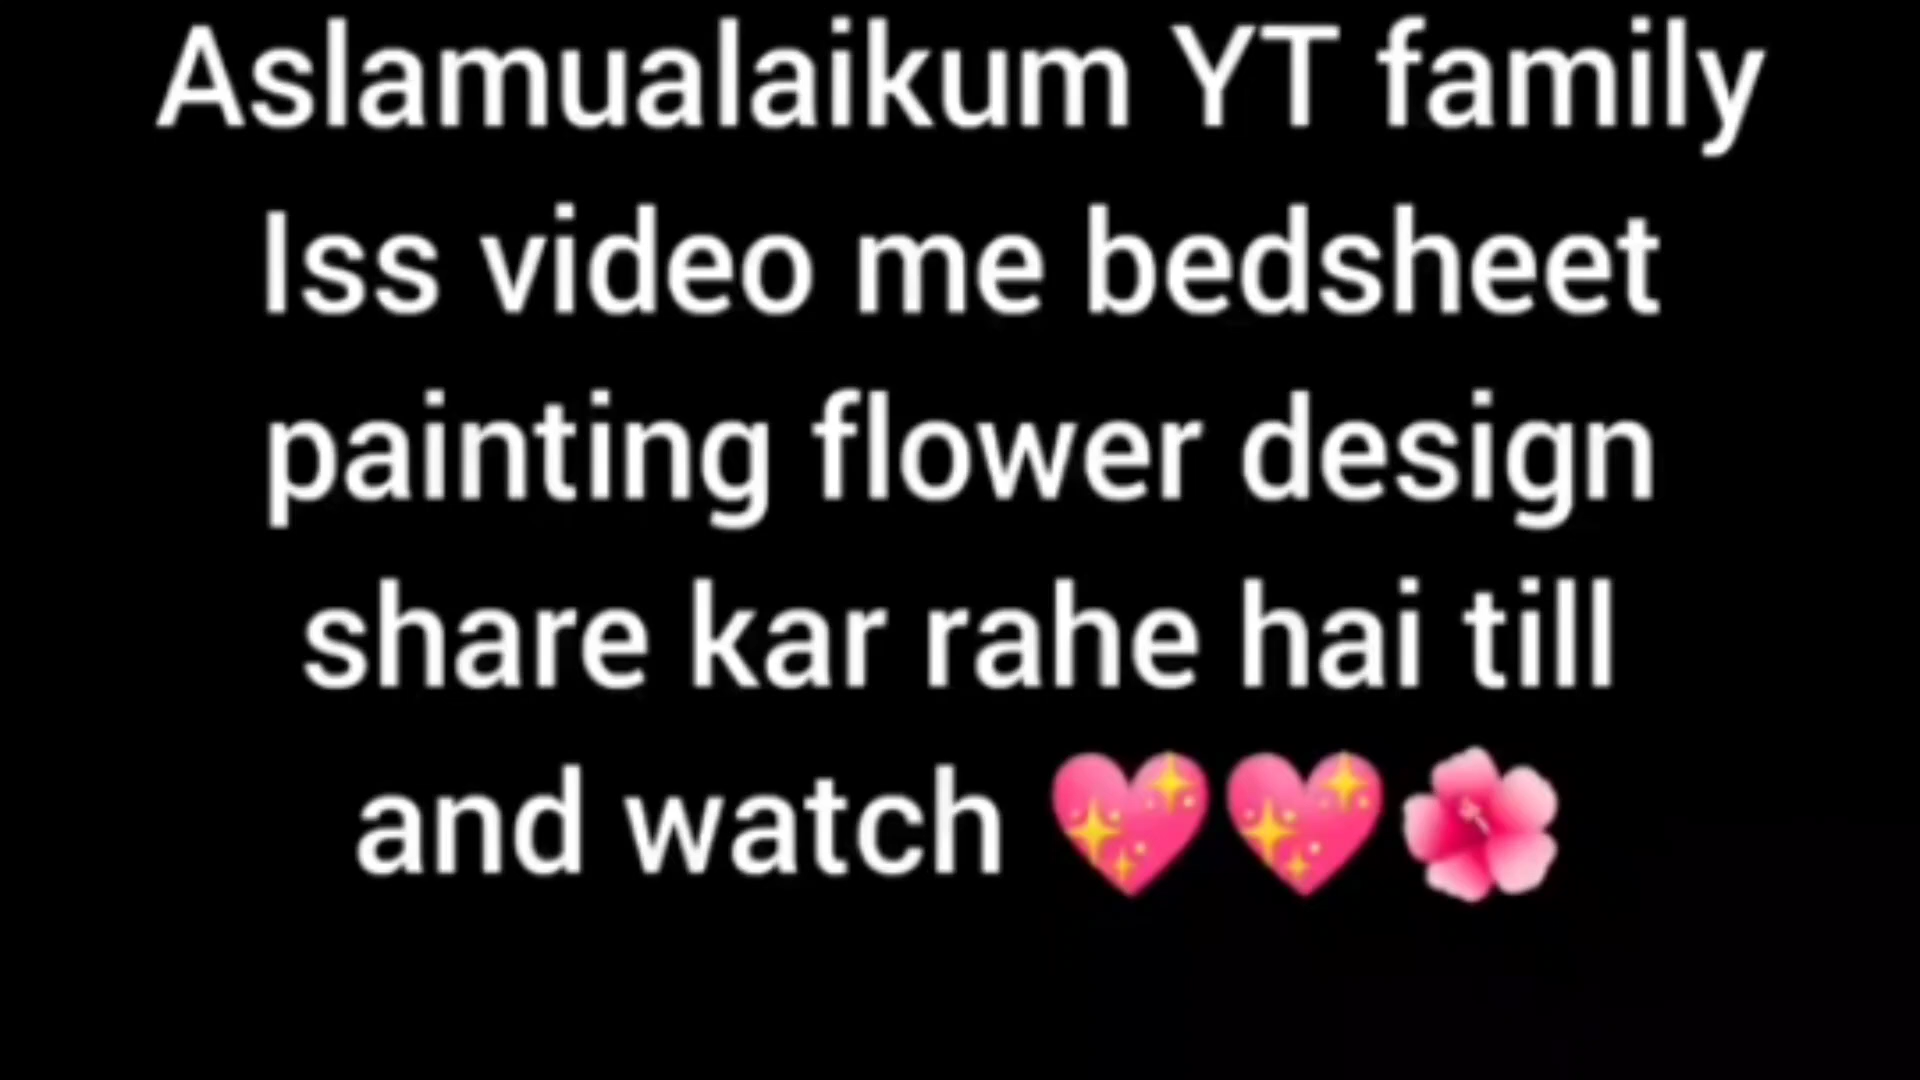 Aslamualaikum YT family
Iss video me bedsheet
painting flower design
share kar rahe hai till
and watch 💖💖🌺